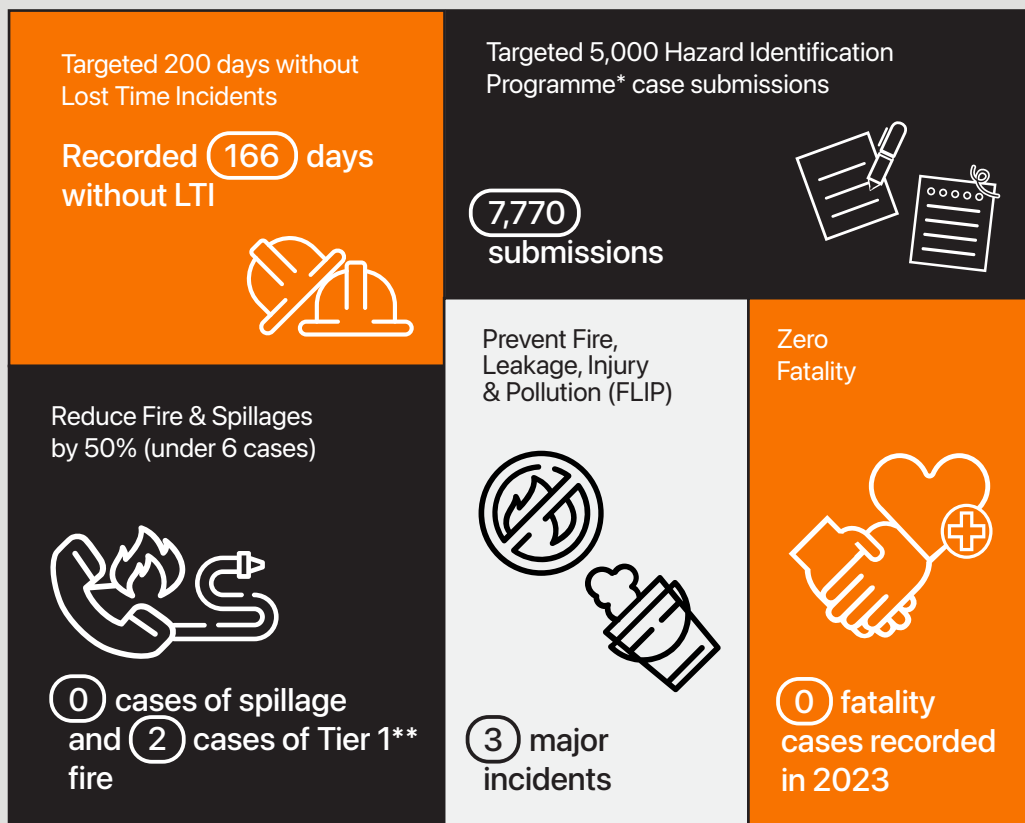 Targeted 200 days without
Lost Time Incidents
Recorded 166 days
without LTI
Targeted 5,000 Hazard Identification
Programme* case submissions
7,770
submissions
Reduce Fire & Spillages
by 50% (under 6 cases)
0 cases of spillage
and 2 cases of Tier 1**
fire
Prevent Fire,
Leakage, Injury
& Pollution (FLIP)
3 major
incidents
Zero
Fatality
0 fatality
cases recorded
in 2023